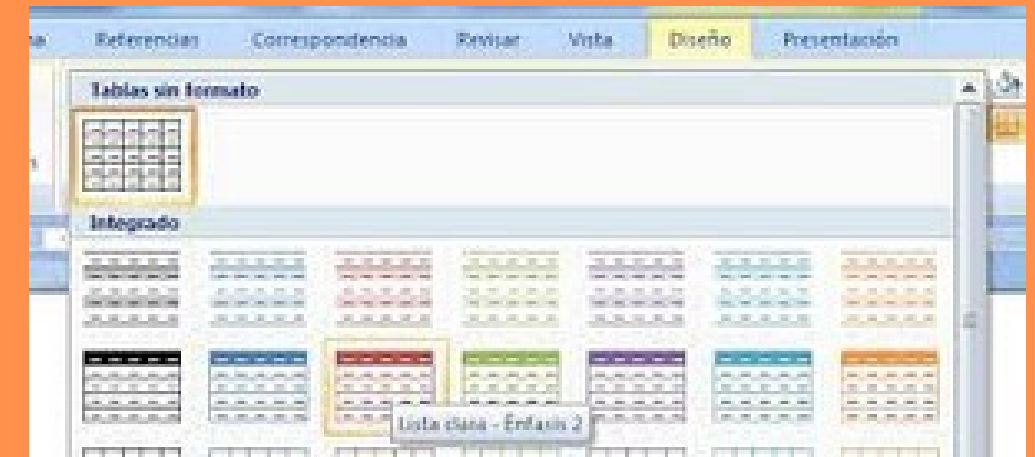 Referencias Correspondencia Revisar Vista Diseño Presentación
Tablas sin formato
Integrado
Lista clara - Énfasis 2